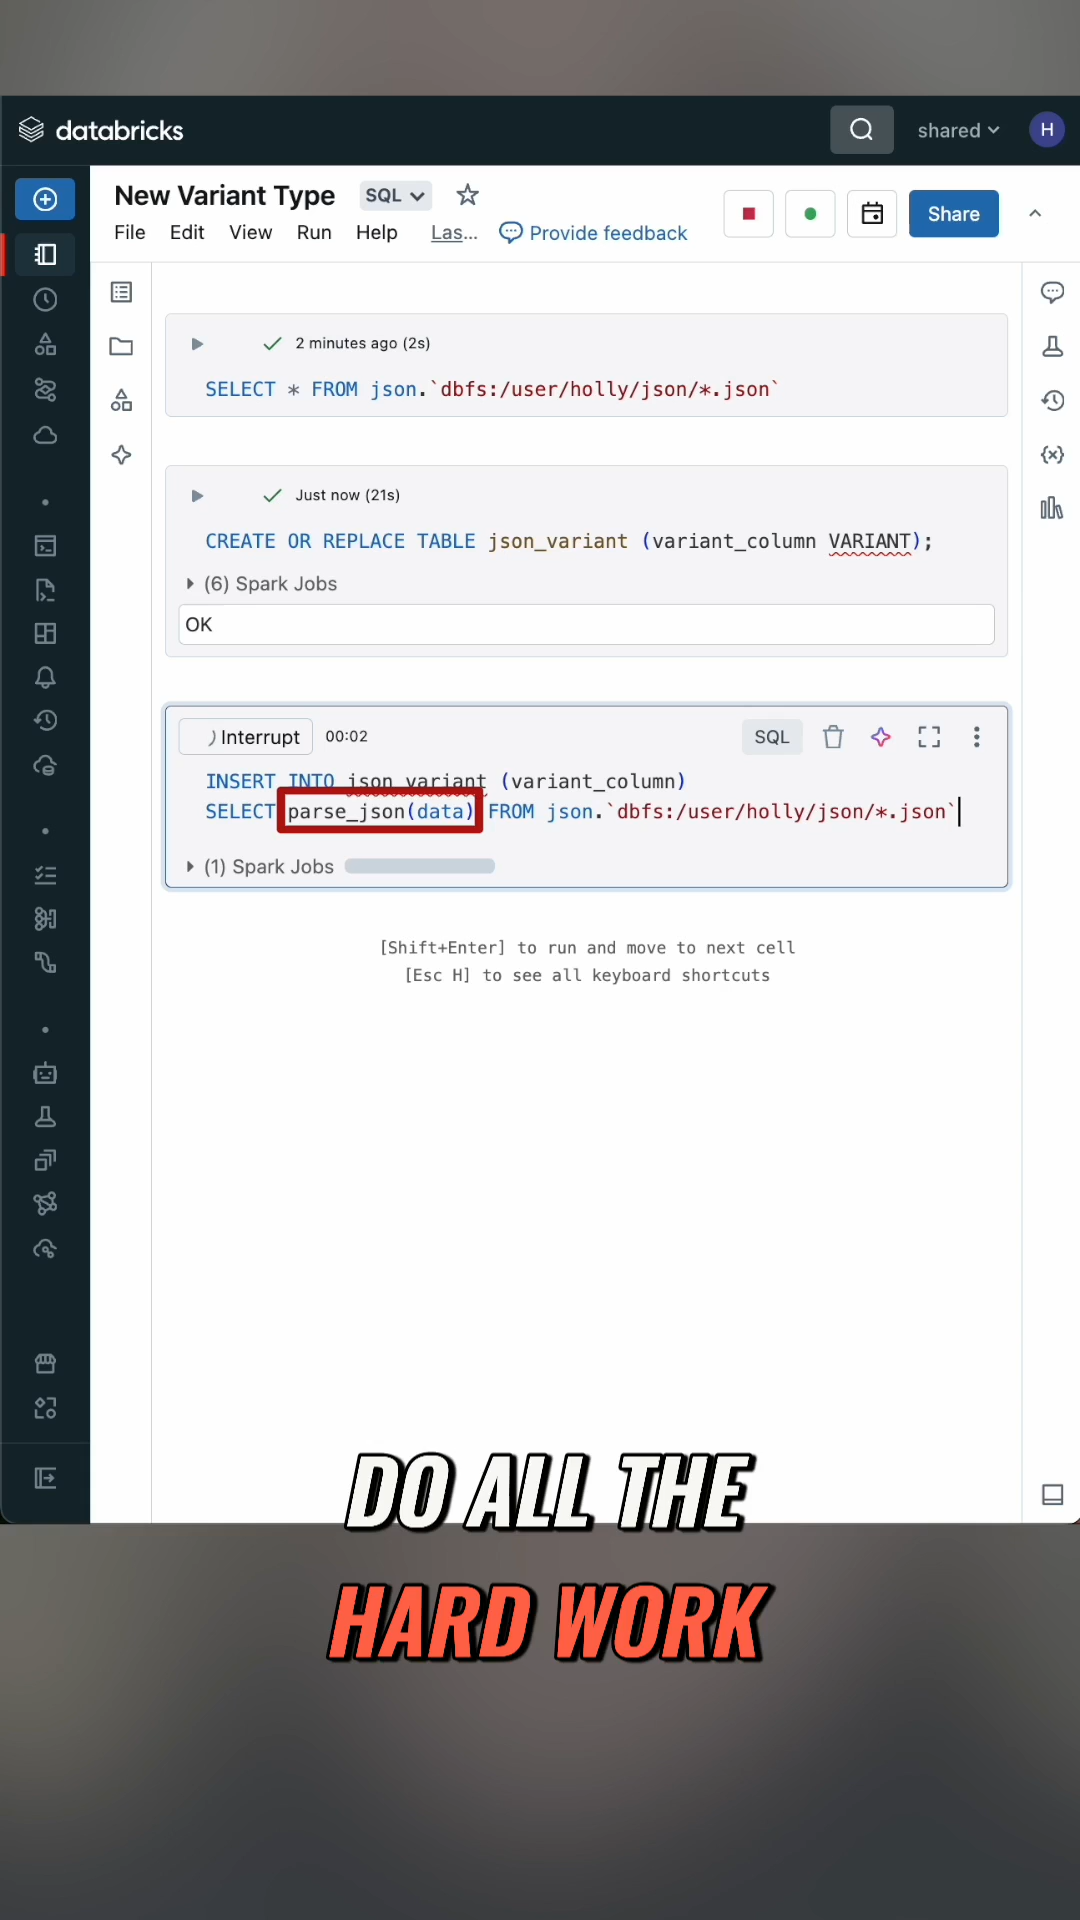 databricks
shared
H
New Variant Type
SQL
File Edit View Run Help Las... Provide feedback
Share
2 minutes ago (2s)
SELECT * FROM json.`dbfs:/user/holly/json/*.json`
Just now (21s)
CREATE OR REPLACE TABLE json_variant (variant_column VARIANT);
(6) Spark Jobs
OK
Interrupt 00:02
SQL
INSERT INTO json_variant (variant_column)
SELECT parse_json(data) FROM json.`dbfs:/user/holly/json/*.json`
(1) Spark Jobs
[Shift+Enter] to run and move to next cell
[Esc H] to see all keyboard shortcuts
DO ALL THE
HARD WORK